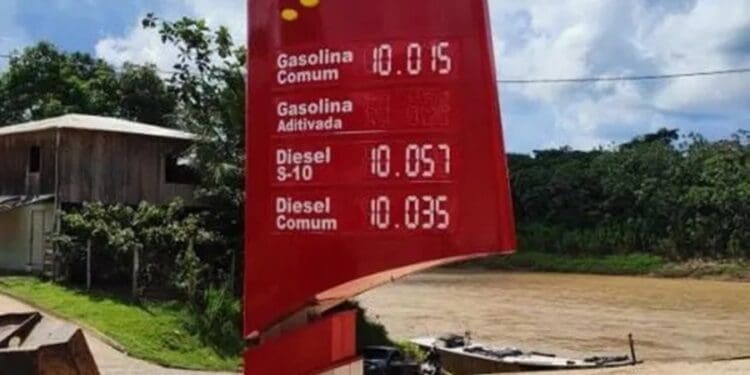 Gasolina
Comum 10.015
Gasolina
Aditivada
Diesel
S-10 10.057
Diesel
Comum 10.035